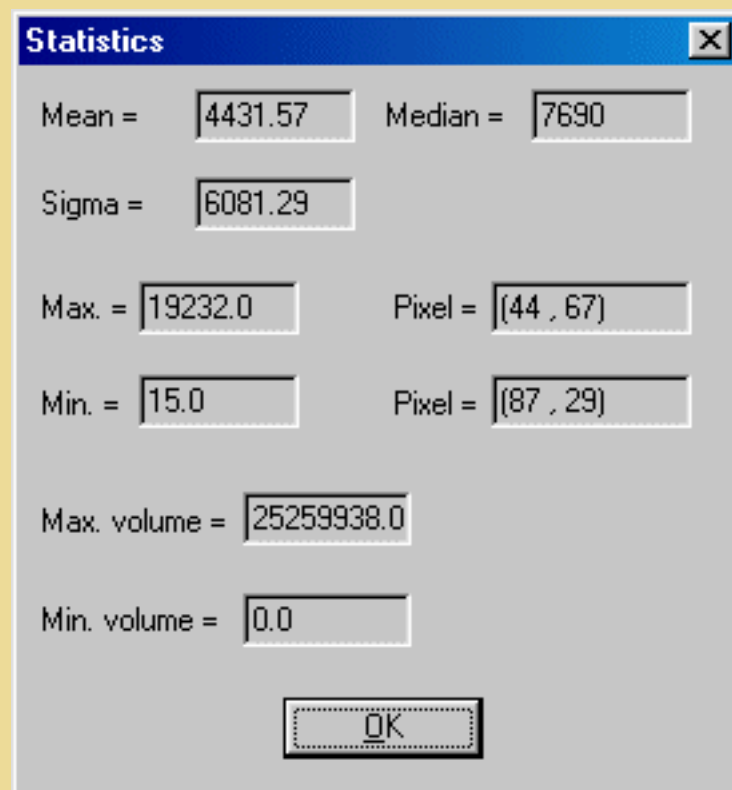 Statistics
Mean = 4431.57 Median = 7690
Sigma = 6081.29
Max. = 19232.0 Pixel = (44 , 67)
Min. = 15.0 Pixel = (87 , 29)
Max. volume = 25259938.0
Min. volume = 0.0
OK